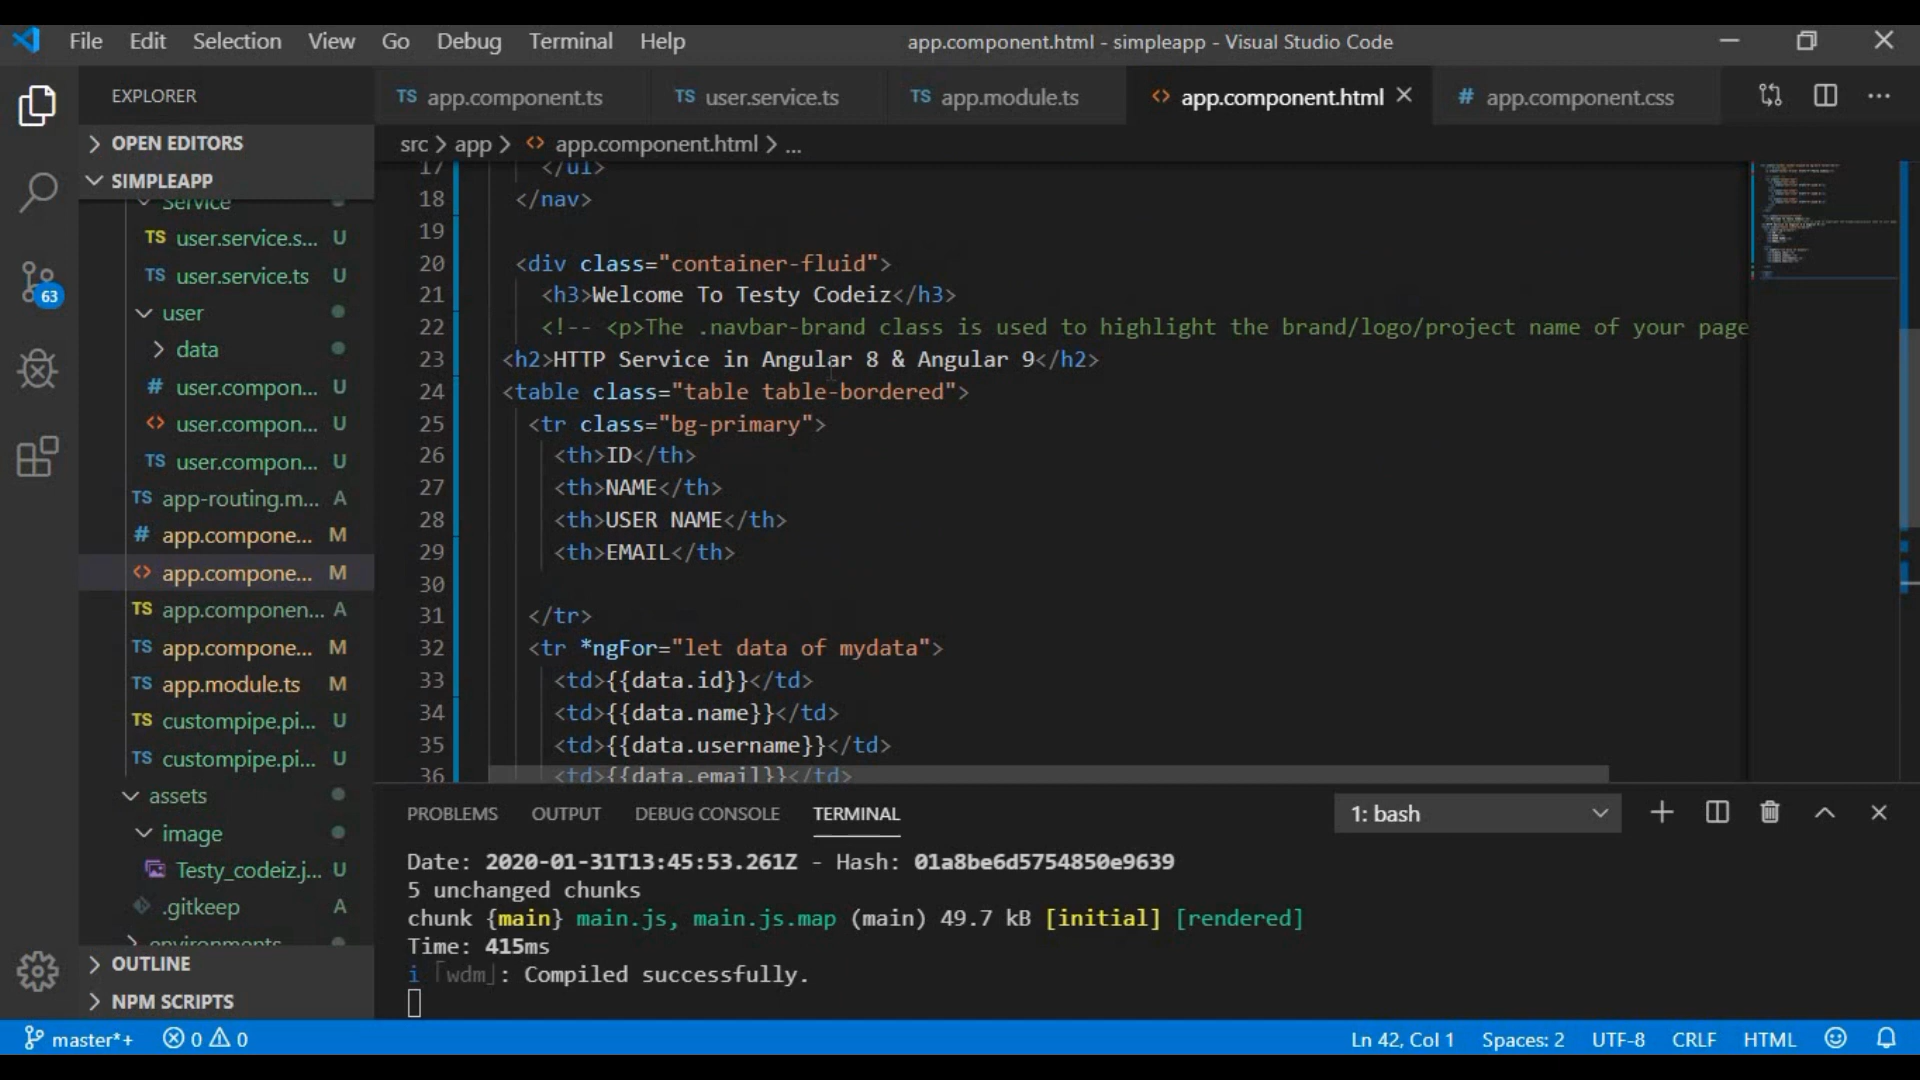 File Edit Selection View Go Debug Terminal Help app.component.html - simpleapp - Visual Studio Code
EXPLORER
OPEN EDITORS
SIMPLEAPP
Service
TS user.service.s... U
TS user.service.ts U
user
data
# user.compon... U
<> user.compon... U
TS user.compon... U
TS app-routing.m... A
# app.compone... M
<> app.compone... M
TS app.componen... A
TS app.compone... M
TS app.module.ts M
TS custompipe.pi... U
TS custompipe.pi... U
assets
image
Testy_codeiz.j... U
.gitkeep A
environments
OUTLINE
NPM SCRIPTS
63
TS app.component.ts TS user.service.ts TS app.module.ts <> app.component.html # app.component.css
src > app > <> app.component.html > ...
17 </ul>
18 </nav>
19
20 <div class="container-fluid">
21 <h3>Welcome To Testy Codeiz</h3>
22 <!-- <p>The .navbar-brand class is used to highlight the brand/logo/project name of your page
23 <h2>HTTP Service in Angular 8 & Angular 9</h2>
24 <table class="table table-bordered">
25 <tr class="bg-primary">
26 <th>ID</th>
27 <th>NAME</th>
28 <th>USER NAME</th>
29 <th>EMAIL</th>
30
31 </tr>
32 <tr *ngFor="let data of mydata">
33 <td>{{data.id}}</td>
34 <td>{{data.name}}</td>
35 <td>{{data.username}}</td>
36 <td>{{data.email}}</td>
PROBLEMS OUTPUT DEBUG CONSOLE TERMINAL 1: bash
Date: 2020-01-31T13:45:53.261Z - Hash: 01a8be6d5754850e9639
5 unchanged chunks
chunk {main} main.js, main.js.map (main) 49.7 kB [initial] [rendered]
Time: 415ms
i ｢wdm｣: Compiled successfully.
master*+ 0 0 Ln 42, Col 1 Spaces: 2 UTF-8 CRLF HTML